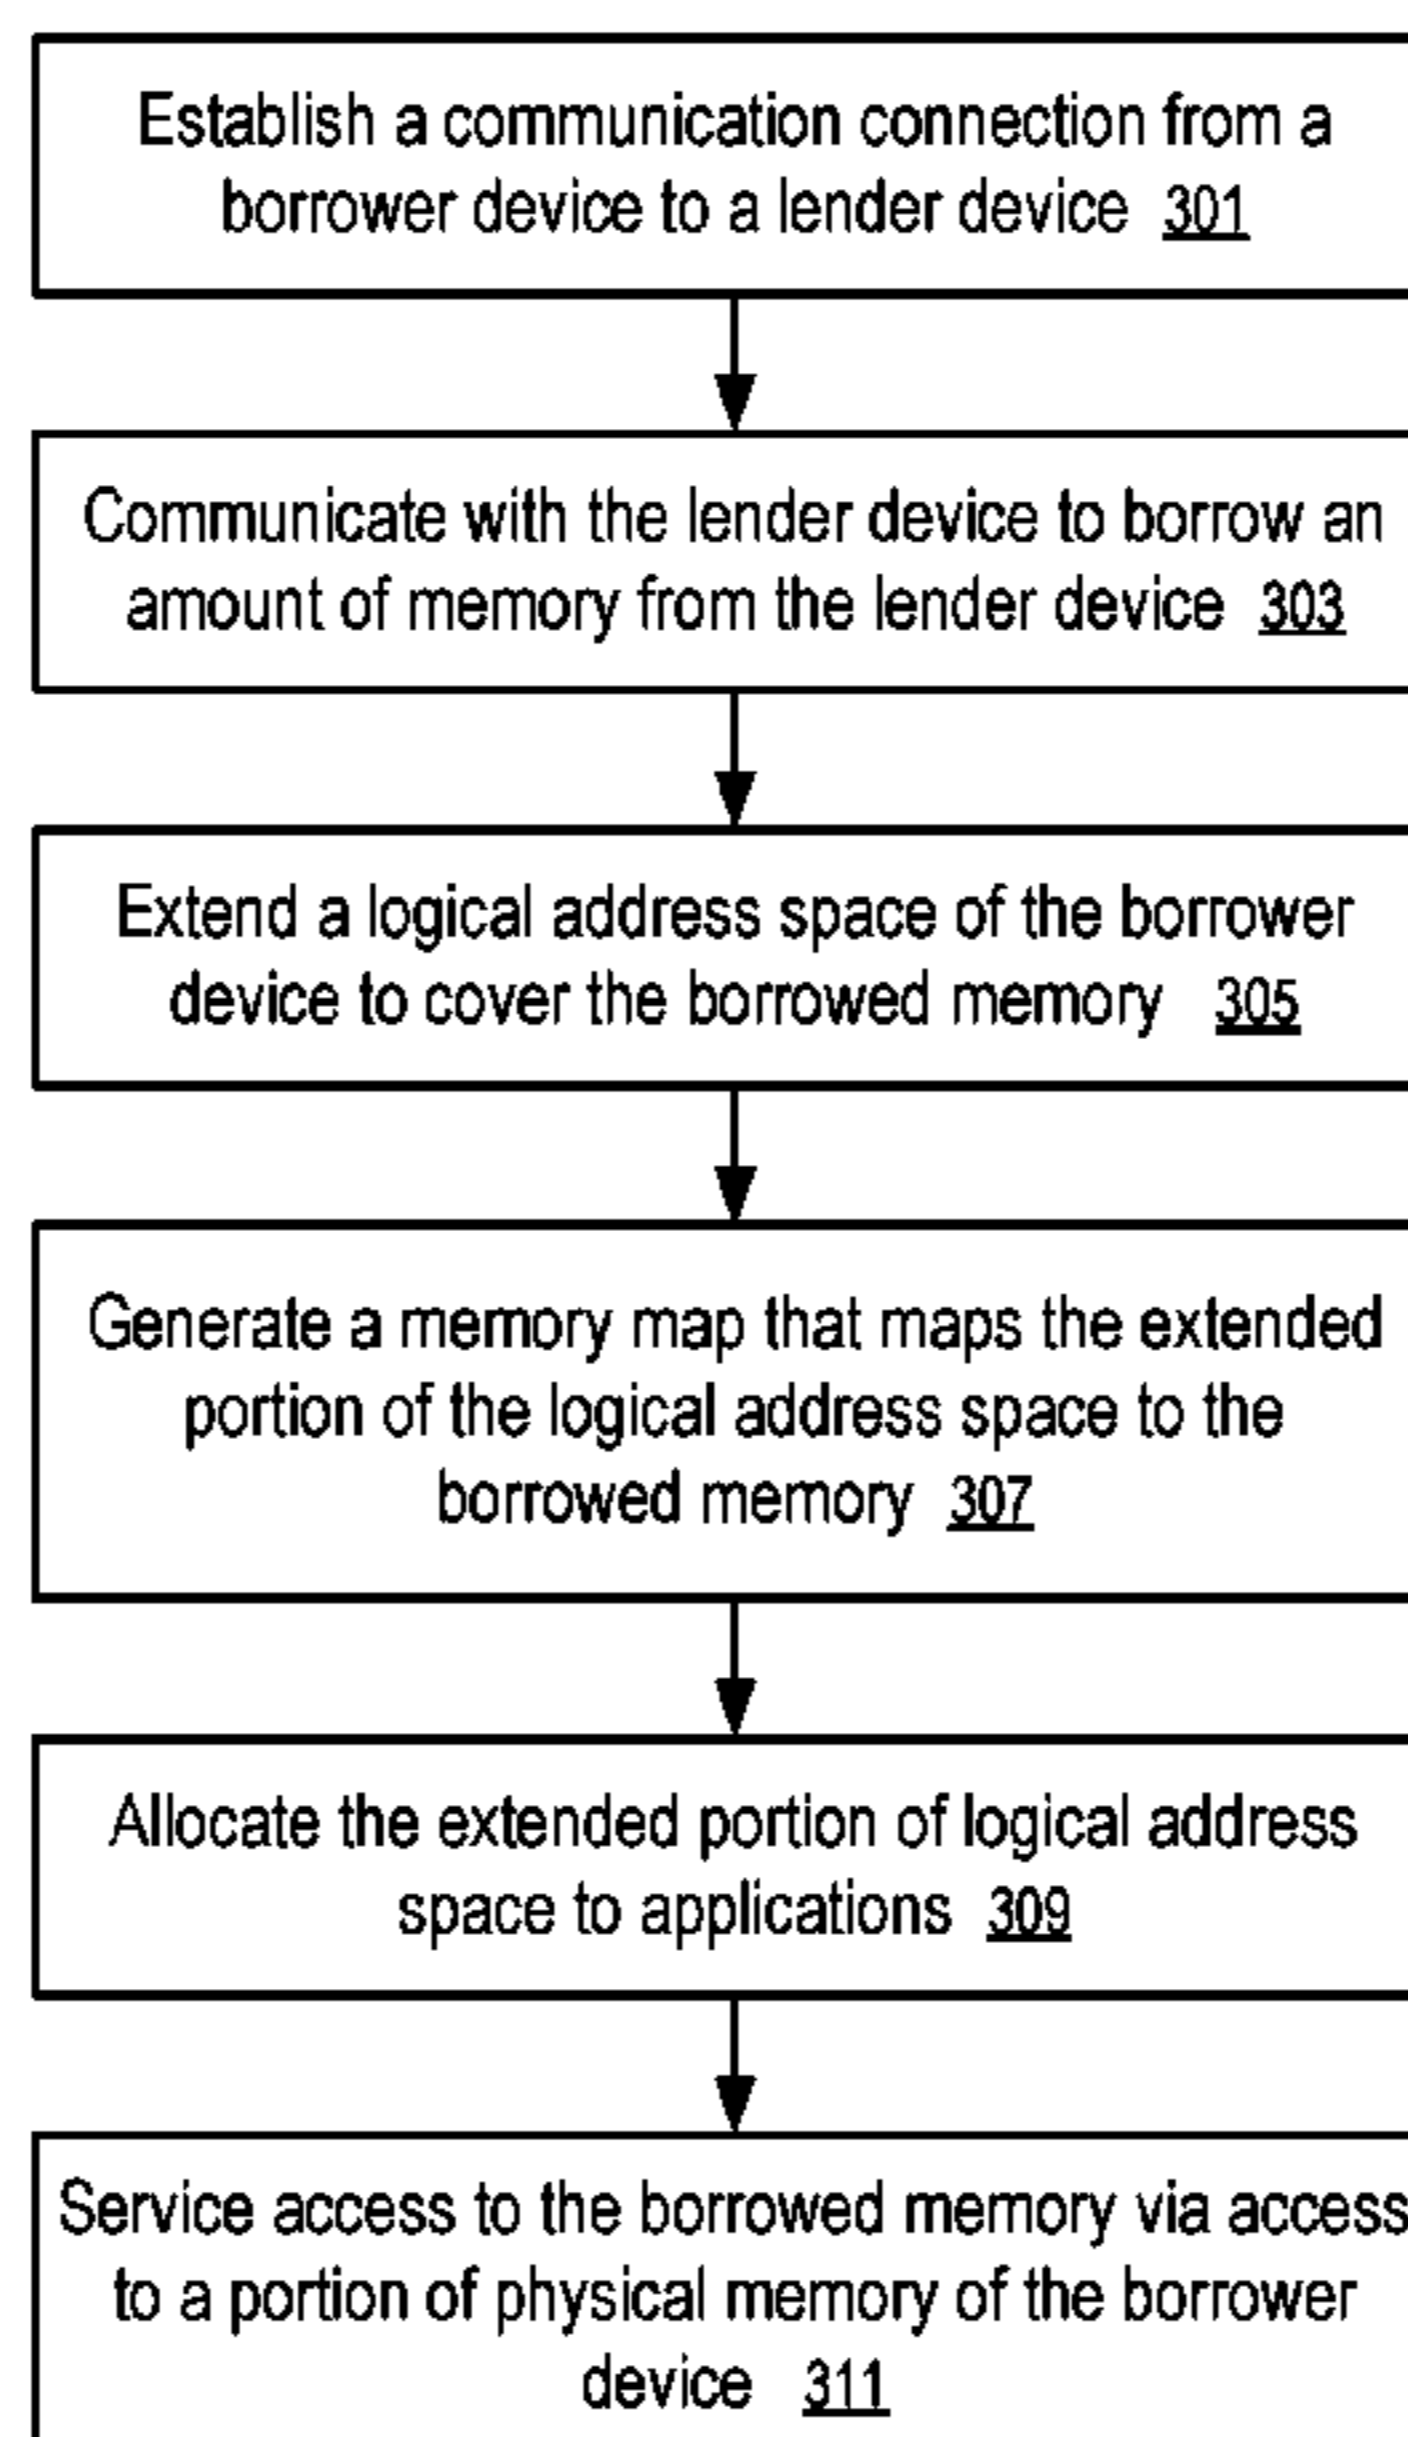 Establish a communication connection from a
borrower device to a lender device 301
Communicate with the lender device to borrow an
amount of memory from the lender device 303
Extend a logical address space of the borrower
device to cover the borrowed memory 305
Generate a memory map that maps the extended
portion of the logical address space to the
borrowed memory 307
Allocate the extended portion of logical address
space to applications 309
Service access to the borrowed memory via access
to a portion of physical memory of the borrower
device 311